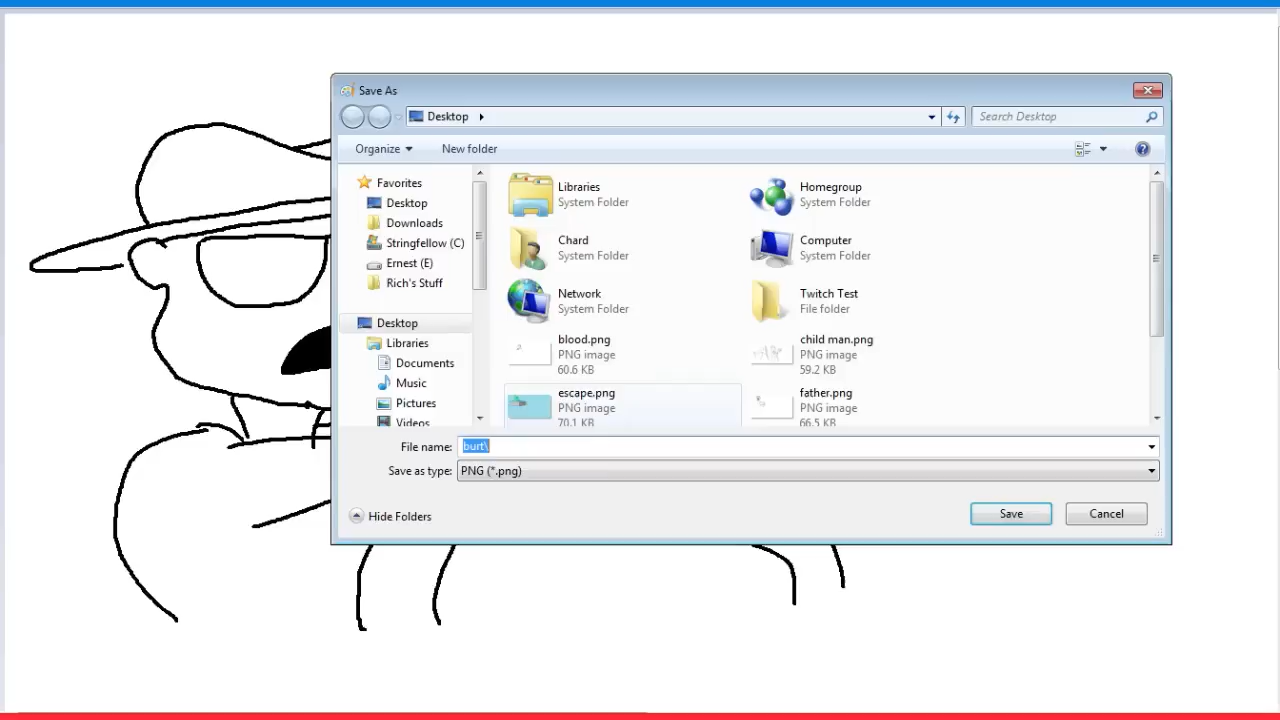 Save As
Desktop
Search Desktop
Organize
New folder
Favorites
Desktop
Downloads
Stringfellow (C)
Ernest (E)
Rich's Stuff
Desktop
Libraries
Documents
Music
Pictures
Videos
Libraries
System Folder
Homegroup
System Folder
Chard
System Folder
Computer
System Folder
Network
System Folder
Twitch Test
File folder
blood.png
PNG image
60.6 KB
child man.png
PNG image
59.2 KB
escape.png
PNG image
70.1 KB
father.png
PNG image
66.5 KB
File name: burt\
Save as type: PNG (*.png)
Hide Folders
Save
Cancel